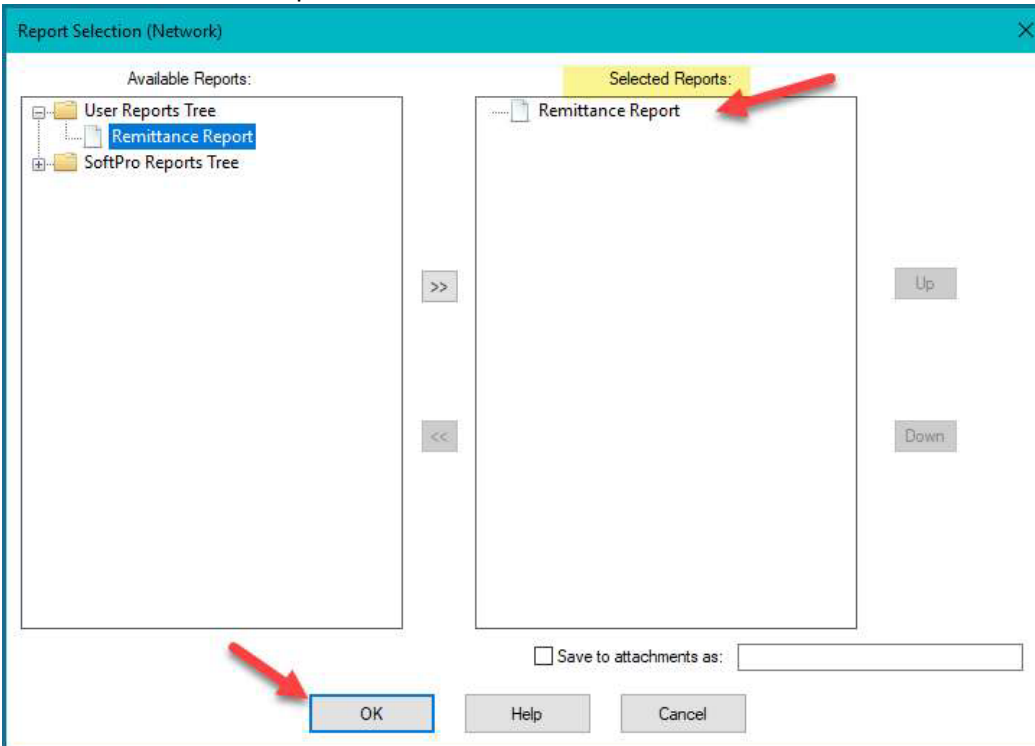 Report Selection (Network)
Available Reports:
Selected Reports:
User Reports Tree
Remittance Report
SoftPro Reports Tree
Remittance Report
>>
<<
Up
Down
Save to attachments as:
OK
Help
Cancel